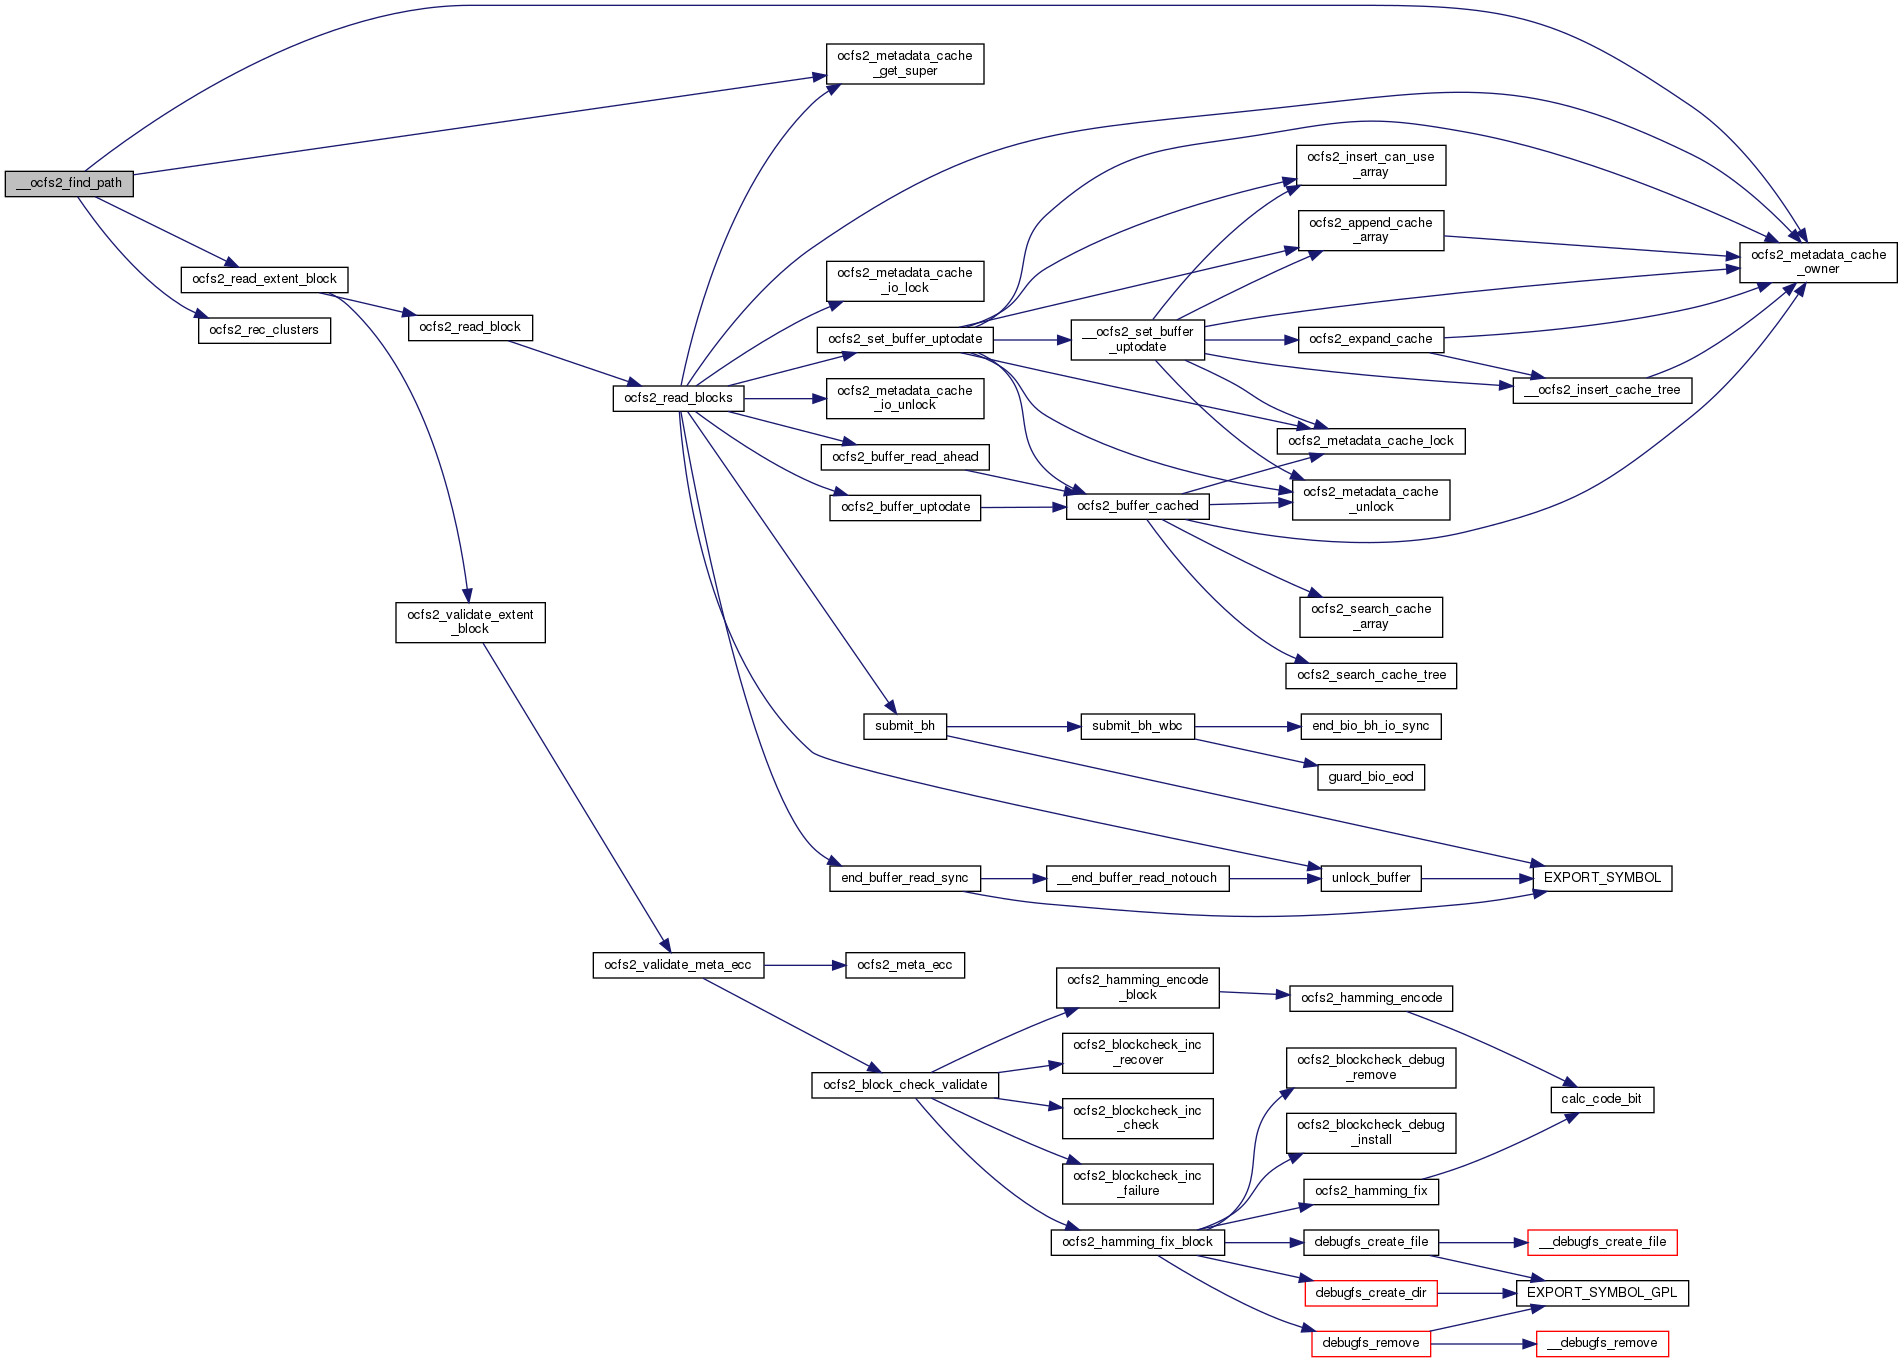 __ocfs2_find_path
ocfs2_read_extent_block
ocfs2_rec_clusters
ocfs2_read_block
ocfs2_validate_extent
_block
ocfs2_read_blocks
ocfs2_validate_meta_ecc
ocfs2_metadata_cache
_get_super
ocfs2_metadata_cache
_io_lock
ocfs2_set_buffer_uptodate
ocfs2_metadata_cache
_io_unlock
ocfs2_buffer_read_ahead
ocfs2_buffer_uptodate
submit_bh
end_buffer_read_sync
ocfs2_meta_ecc
ocfs2_block_check_validate
__ocfs2_set_buffer
_uptodate
ocfs2_buffer_cached
submit_bh_wbc
__end_buffer_read_notouch
ocfs2_hamming_encode
_block
ocfs2_blockcheck_inc
_recover
ocfs2_blockcheck_inc
_check
ocfs2_blockcheck_inc
_failure
ocfs2_hamming_fix_block
ocfs2_insert_can_use
_array
ocfs2_append_cache
_array
ocfs2_expand_cache
ocfs2_metadata_cache_lock
ocfs2_metadata_cache
_unlock
ocfs2_search_cache
_array
ocfs2_search_cache_tree
end_bio_bh_io_sync
guard_bio_eod
unlock_buffer
ocfs2_hamming_encode
ocfs2_blockcheck_debug
_remove
ocfs2_blockcheck_debug
_install
ocfs2_hamming_fix
debugfs_create_file
debugfs_create_dir
debugfs_remove
__ocfs2_insert_cache_tree
EXPORT_SYMBOL
calc_code_bit
__debugfs_create_file
EXPORT_SYMBOL_GPL
__debugfs_remove
ocfs2_metadata_cache
_owner